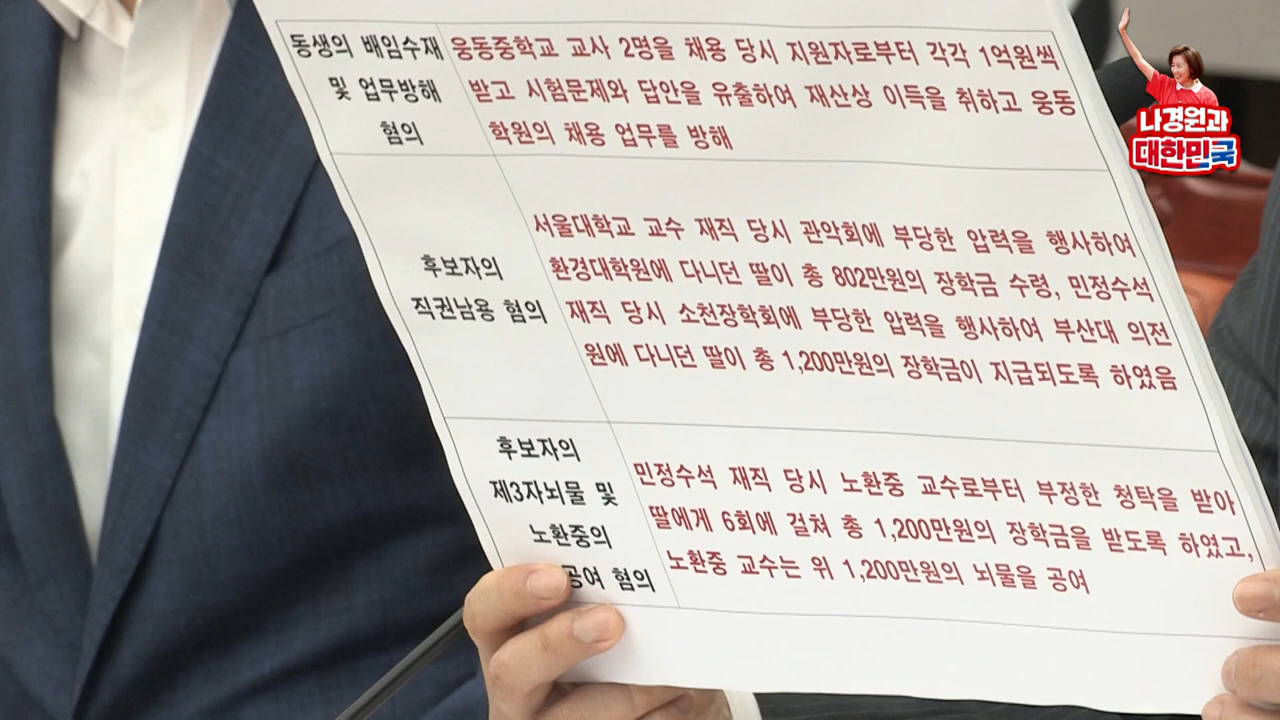 나경원과
대한민국
동생의 배임수재
및 업무방해
혐의
웅동중학교 교사 2명을 채용 당시 지원자로부터 각각 1억원씩
받고 시험문제와 답안을 유출하여 재산상 이득을 취하고 웅동
학원의 채용 업무를 방해
후보자의
직권남용 혐의
서울대학교 교수 재직 당시 관악회에 부당한 압력을 행사하여
환경대학원에 다니던 딸이 총 802만원의 장학금 수령, 민정수석
재직 당시 소천장학회에 부당한 압력을 행사하여 부산대 의전
원에 다니던 딸이 총 1,200만원의 장학금이 지급되도록 하였음
후보자의
제3자뇌물 및
노환중의
공여 혐의
민정수석 재직 당시 노환중 교수로부터 부정한 청탁을 받아
딸에게 6회에 걸쳐 총 1,200만원의 장학금을 받도록 하였고,
노환중 교수는 위 1,200만원의 뇌물을 공여